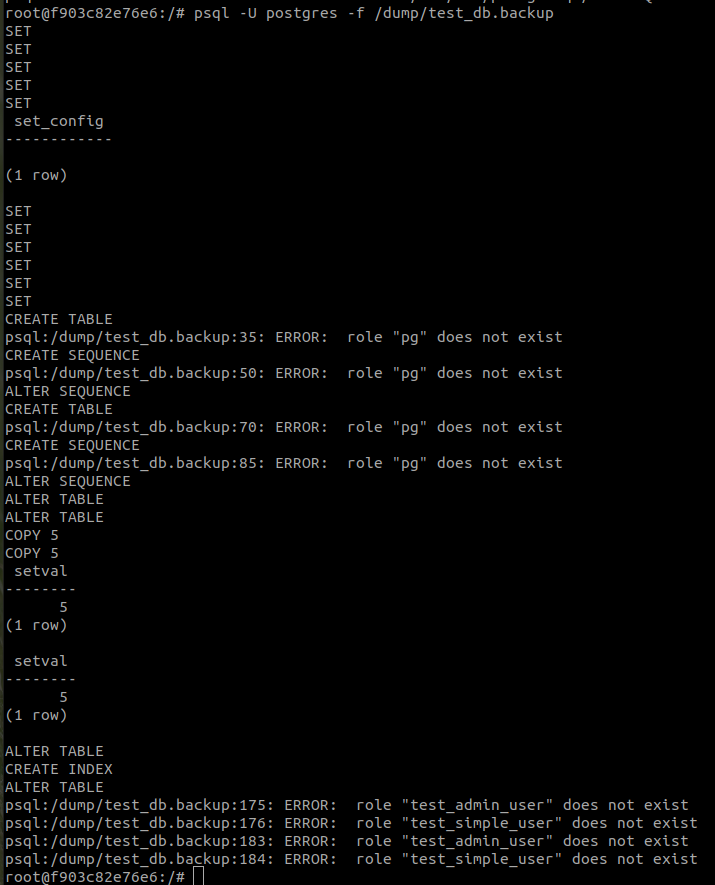 root@f903c82e76e6:/# psql -U postgres -f /dump/test_db.backup
SET
SET
SET
SET
SET
 set_config
------------

(1 row)

SET
SET
SET
SET
SET
SET
CREATE TABLE
psql:/dump/test_db.backup:35: ERROR:  role "pg" does not exist
CREATE SEQUENCE
psql:/dump/test_db.backup:50: ERROR:  role "pg" does not exist
ALTER SEQUENCE
CREATE TABLE
psql:/dump/test_db.backup:70: ERROR:  role "pg" does not exist
CREATE SEQUENCE
psql:/dump/test_db.backup:85: ERROR:  role "pg" does not exist
ALTER SEQUENCE
ALTER TABLE
ALTER TABLE
COPY 5
COPY 5
 setval
--------
      5
(1 row)

 setval
--------
      5
(1 row)

ALTER TABLE
CREATE INDEX
ALTER TABLE
psql:/dump/test_db.backup:175: ERROR:  role "test_admin_user" does not exist
psql:/dump/test_db.backup:176: ERROR:  role "test_simple_user" does not exist
psql:/dump/test_db.backup:183: ERROR:  role "test_admin_user" does not exist
psql:/dump/test_db.backup:184: ERROR:  role "test_simple_user" does not exist
root@f903c82e76e6:/#